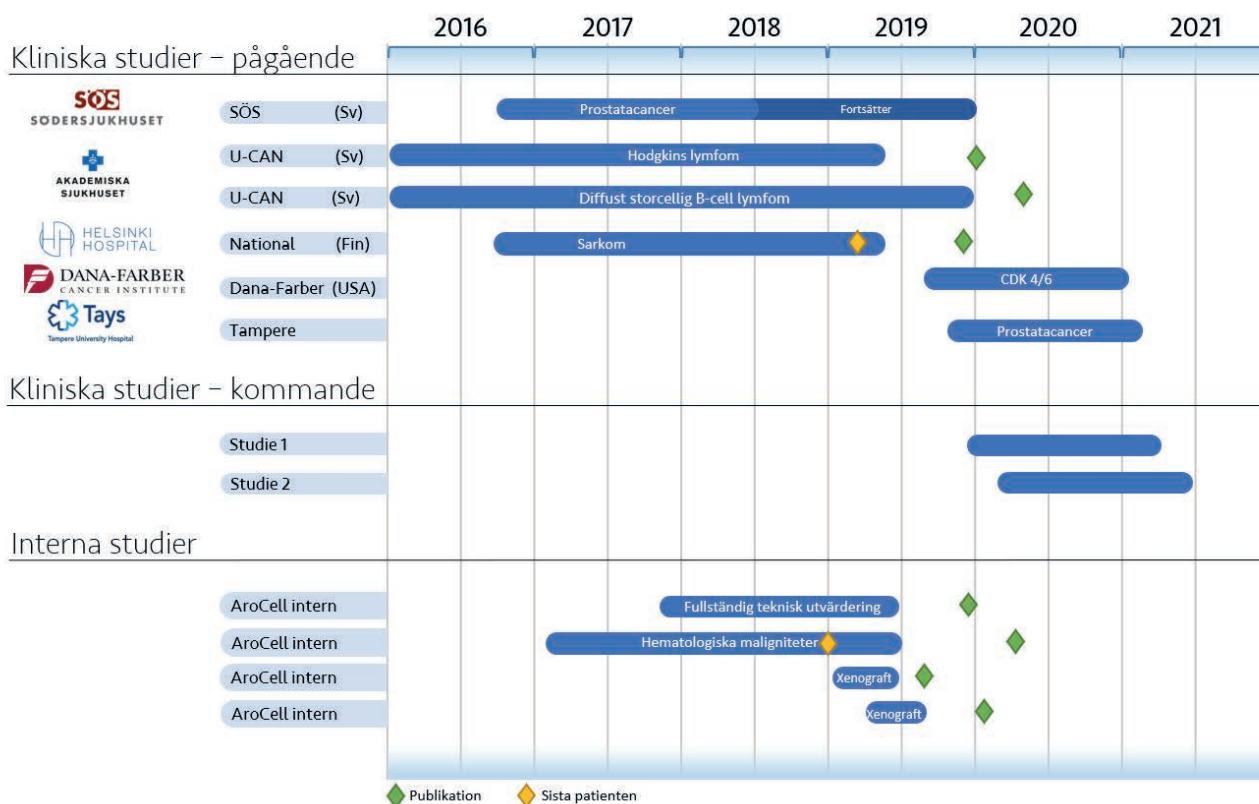 2016 2017 2018 2019 2020 2021
Kliniska studier – pågående
SÖS
SÖDERSJUKHUSET
SÖS (Sv)
Prostatacancer
Fortsätter
AKADEMISKA
SJUKHUSET
U-CAN (Sv)
Hodgkins lymfom
U-CAN (Sv)
Diffust storcellig B-cell lymfom
HELSINKI
HOSPITAL
National (Fin)
Sarkom
DANA-FARBER
CANCER INSTITUTE
Dana-Farber (USA)
CDK 4/6
Tays
Tampere University Hospital
Tampere
Prostatacancer
Kliniska studier – kommande
Studie 1
Studie 2
Interna studier
AroCell intern
Fullständig teknisk utvärdering
AroCell intern
Hematologiska maligniteter
AroCell intern
Xenograft
AroCell intern
Xenograft
Publikation
Sista patienten